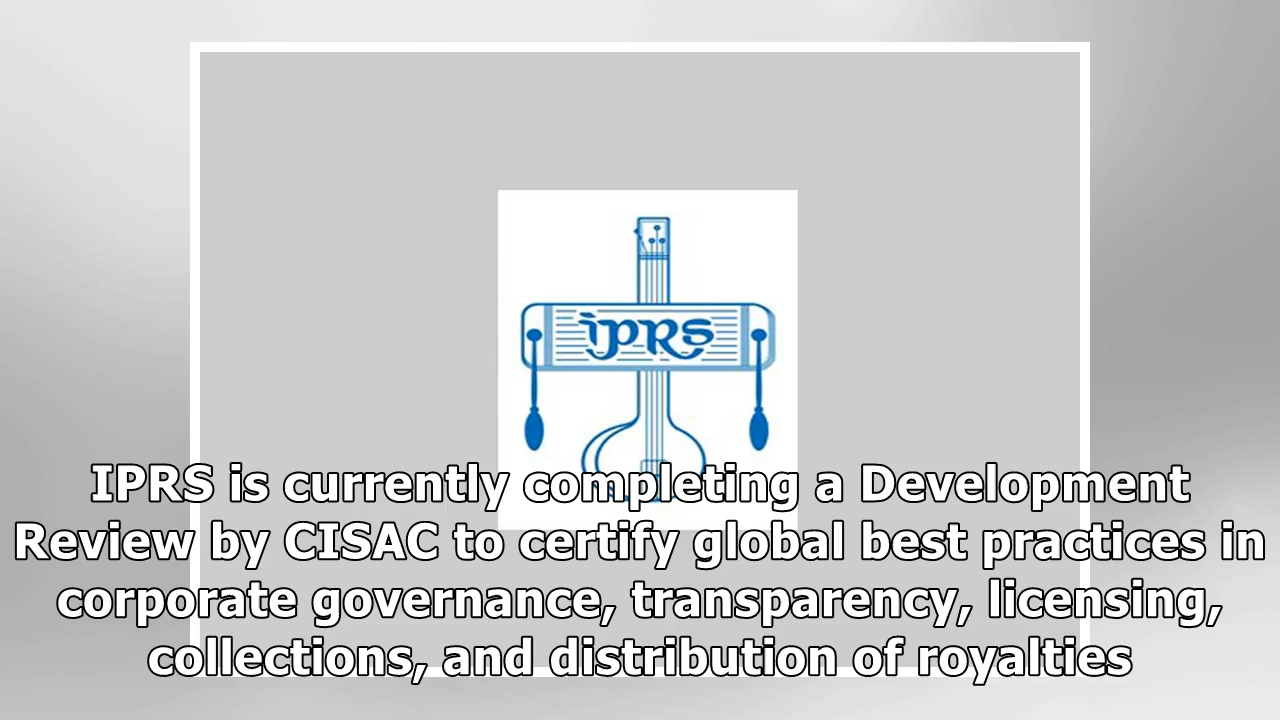 iPRS
IPRS is currently completing a Development
Review by CISAC to certify global best practices in
corporate governance, transparency, licensing,
collections, and distribution of royalties